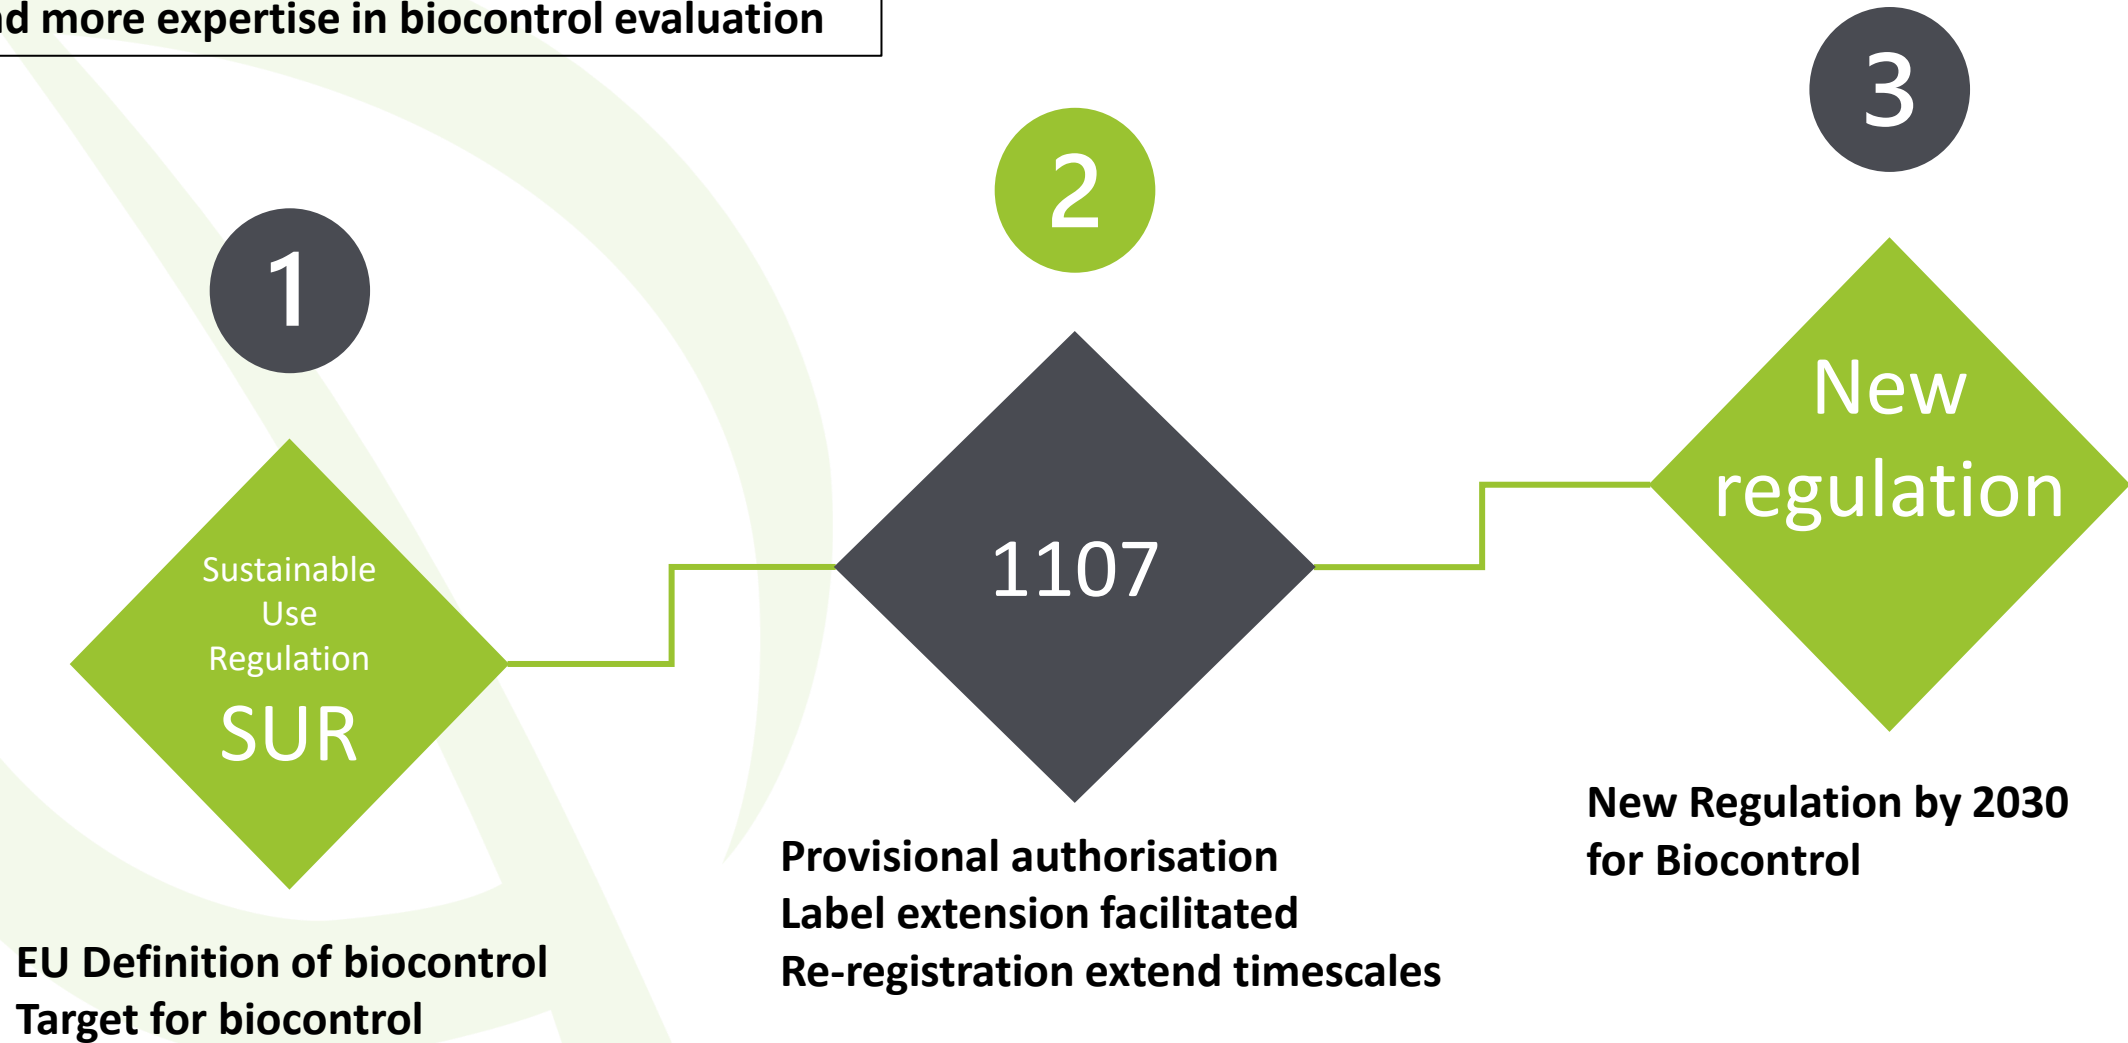 more expertise in biocontrol evaluation
1
Sustainable
Use
Regulation
SUR
EU Definition of biocontrol
Target for biocontrol
2
1107
Provisional authorisation
Label extension facilitated
Re-registration extend timescales
3
New
regulation
New Regulation by 2030
for Biocontrol